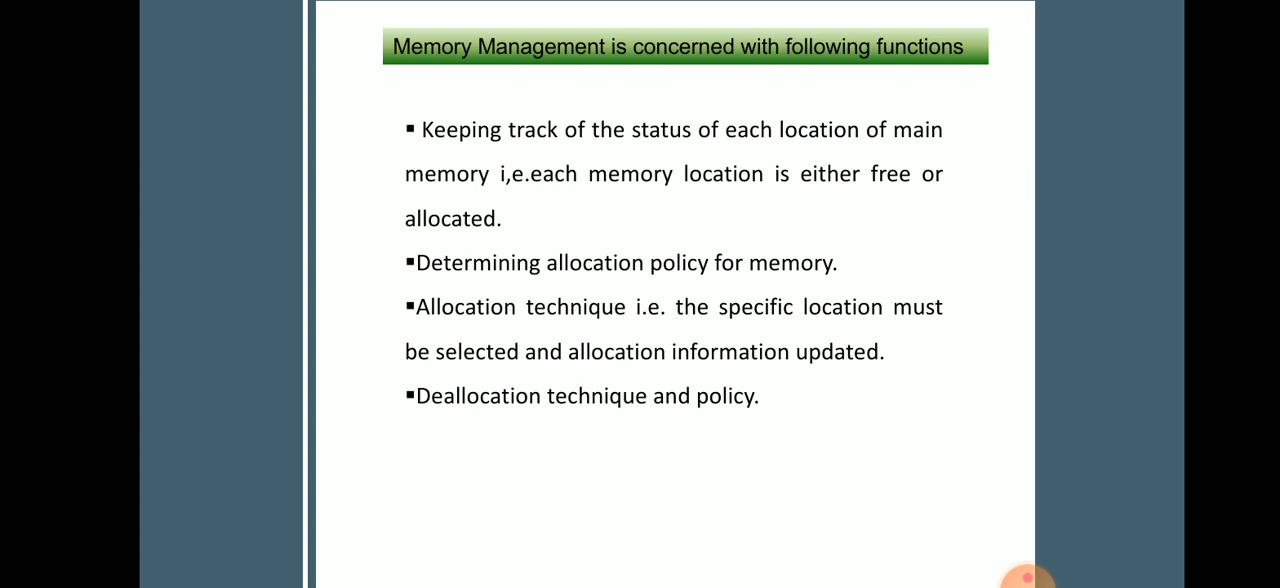 Memory Management is concerned with following functions
▪ Keeping track of the status of each location of main
memory i,e.each memory location is either free or
allocated.
▪Determining allocation policy for memory.
▪Allocation technique i.e. the specific location must
be selected and allocation information updated.
▪Deallocation technique and policy.